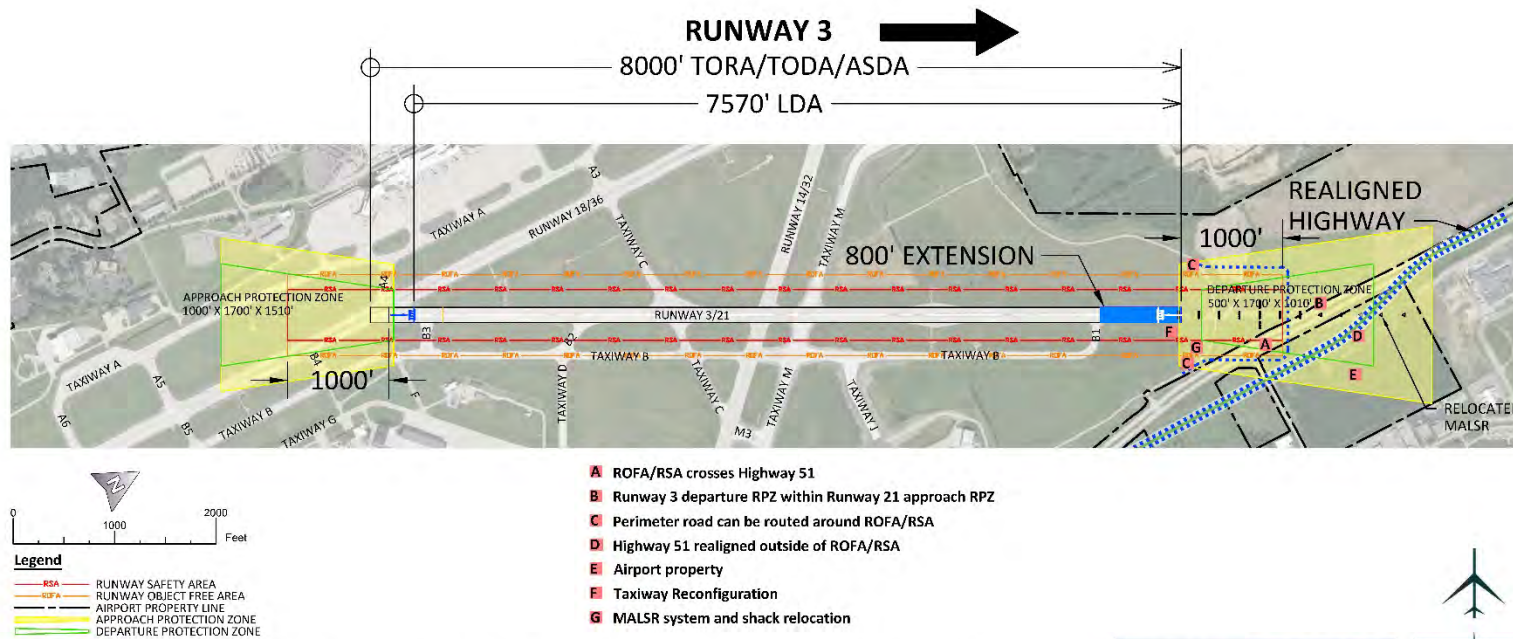 RUNWAY 3
8000' TORA/TODA/ASDA
7570' LDA
REALIGNED
HIGHWAY
1000'
800' EXTENSION
A3
TAXIWAY A
RUNWAY 18/36
TAXIWAY C
RUNWAY 14/32
TAXIWAY M
C
ROFA
RSA
A4
APPROACH PROTECTION ZONE
1000' X 1700' X 1510'
DEPARTURE PROTECTION ZONE
500' X 1700' X 1010'
B
RUNWAY 3/21
B3
B2
B1
F
D
G
A
RSA
TAXIWAY B
TAXIWAY B
ROFA
C
E
TAXIWAY A
B4
1000'
A5
A6
TAXIWAY B
B5
TAXIWAY G
F
TAXIWAY D
TAXIWAY C
TAXIWAY M
M3
TAXIWAY J
RELOCATE
MALSR
N
0
1000
2000
Feet
A ROFA/RSA crosses Highway 51
B Runway 3 departure RPZ within Runway 21 approach RPZ
C Perimeter road can be routed around ROFA/RSA
D Highway 51 realigned outside of ROFA/RSA
E Airport property
F Taxiway Reconfiguration
G MALSR system and shack relocation
Legend
RSA RUNWAY SAFETY AREA
ROFA RUNWAY OBJECT FREE AREA
AIRPORT PROPERTY LINE
APPROACH PROTECTION ZONE
DEPARTURE PROTECTION ZONE